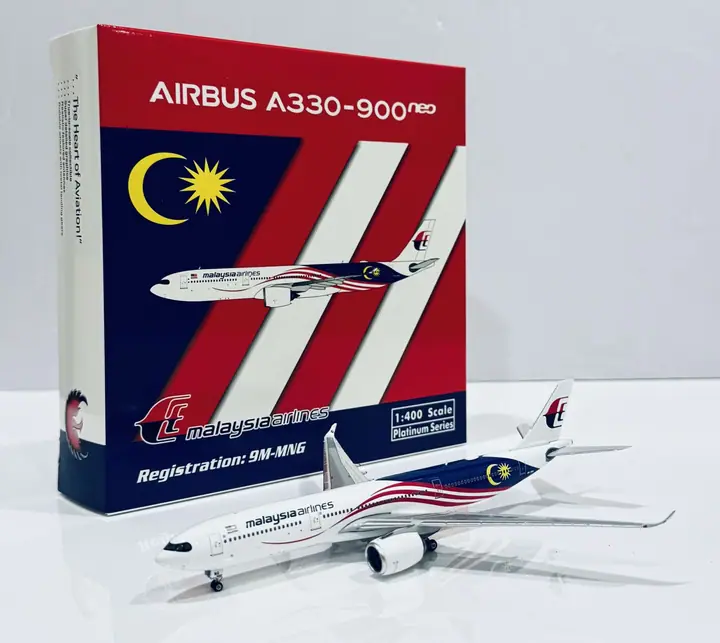 AIRBUS A330-900neo
"...The Heart of Aviation!"
malaysia airlines
malaysia airlines
1:400 Scale
Platinum Series
Registration: 9M-MNG
malaysia airlines